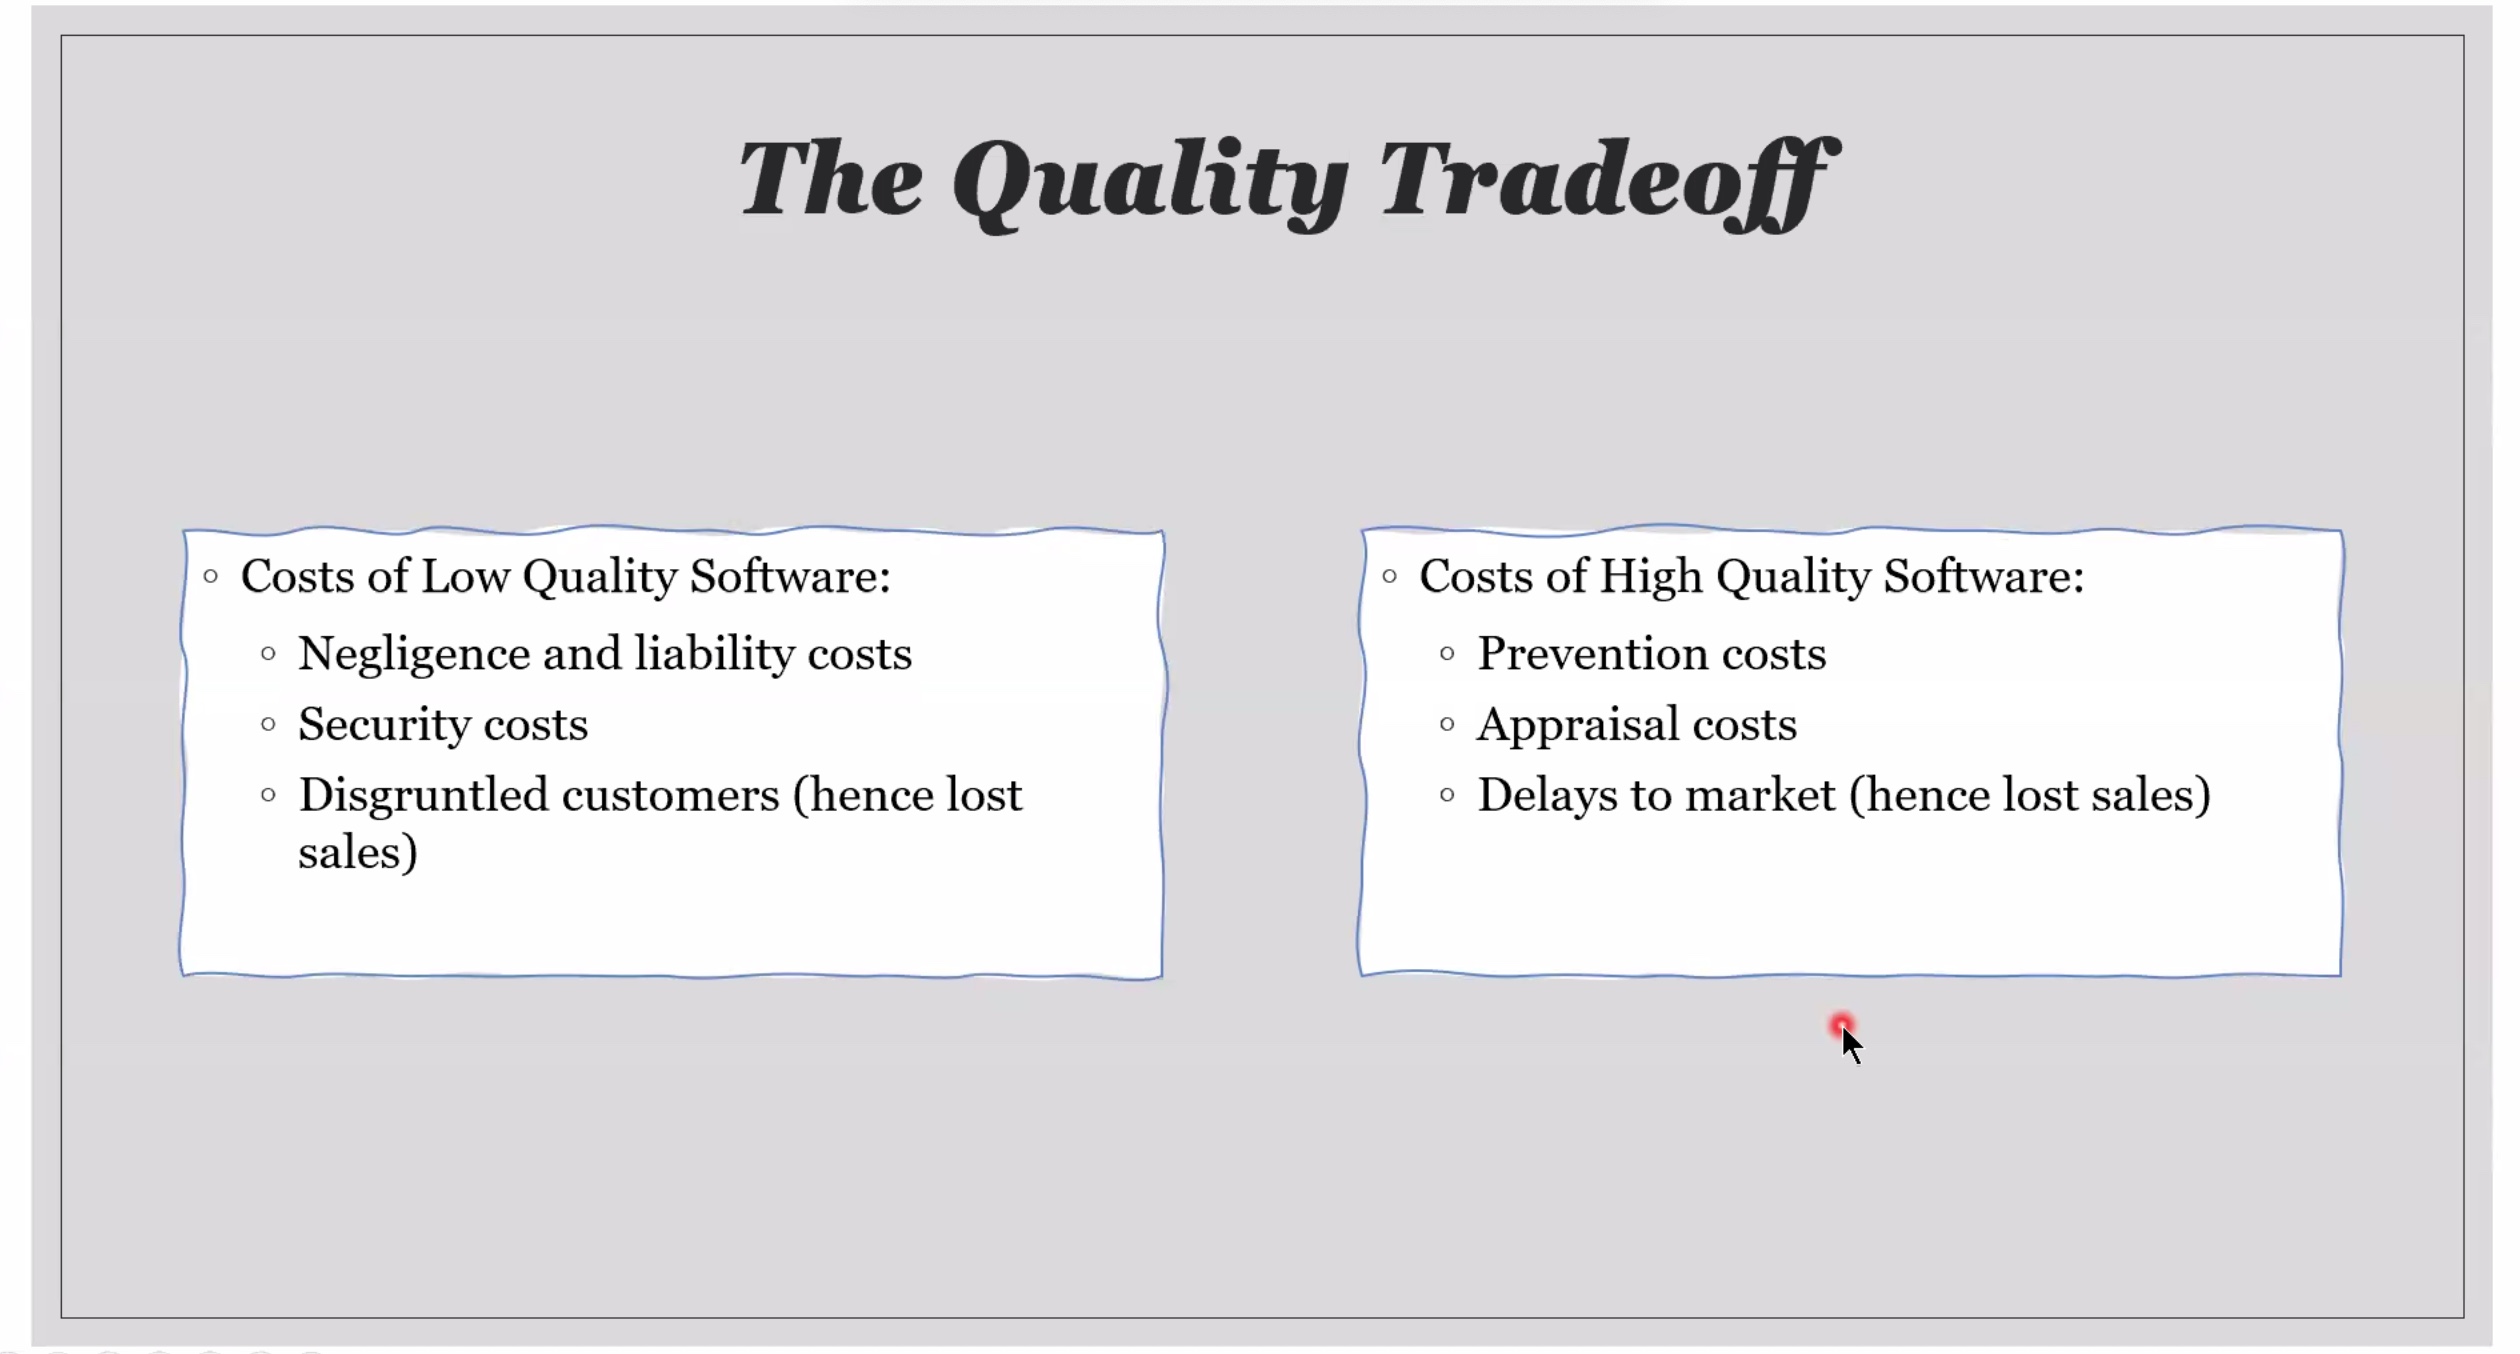 The Quality Tradeoff
◦ Costs of Low Quality Software:
◦ Negligence and liability costs
◦ Security costs
◦ Disgruntled customers (hence lost
sales)
◦ Costs of High Quality Software:
◦ Prevention costs
◦ Appraisal costs
◦ Delays to market (hence lost sales)